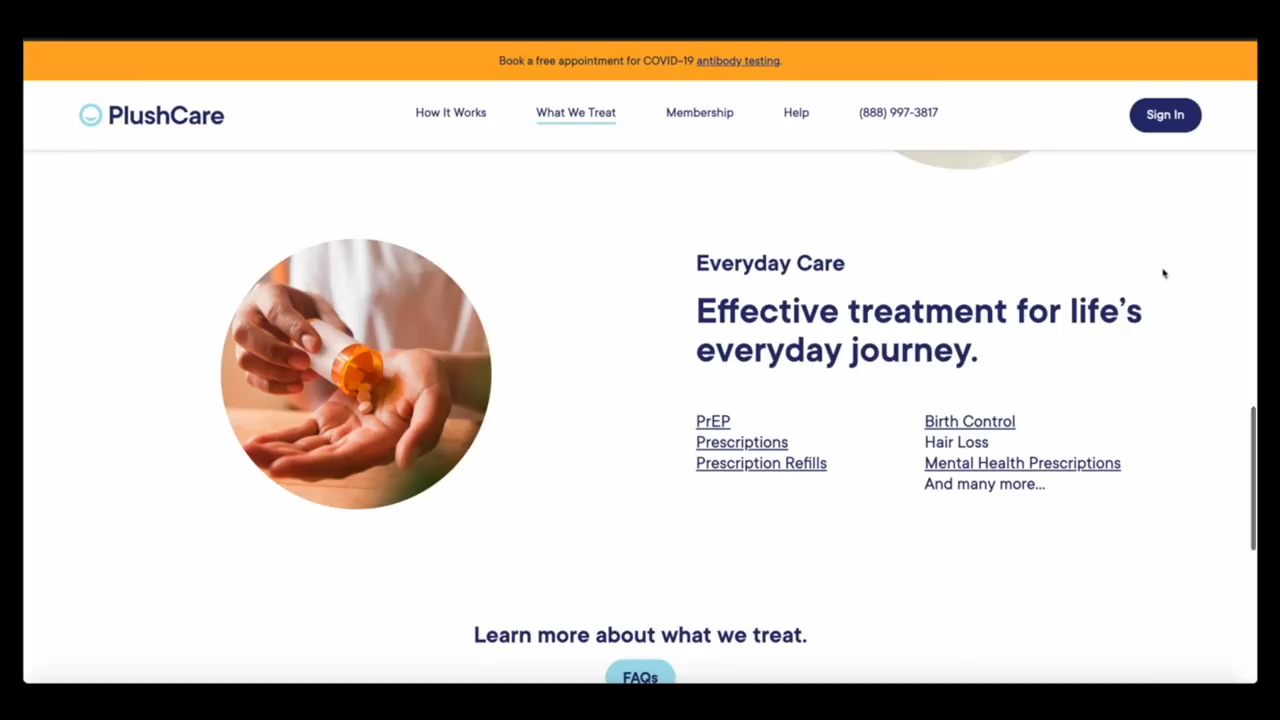 Book a free appointment for COVID-19 antibody testing.
PlushCare
How It Works
What We Treat
Membership
Help
(888) 997-3817
Sign In
Everyday Care
Effective treatment for life’s
everyday journey.
PrEP
Prescriptions
Prescription Refills
Birth Control
Hair Loss
Mental Health Prescriptions
And many more...
Learn more about what we treat.
FAQs